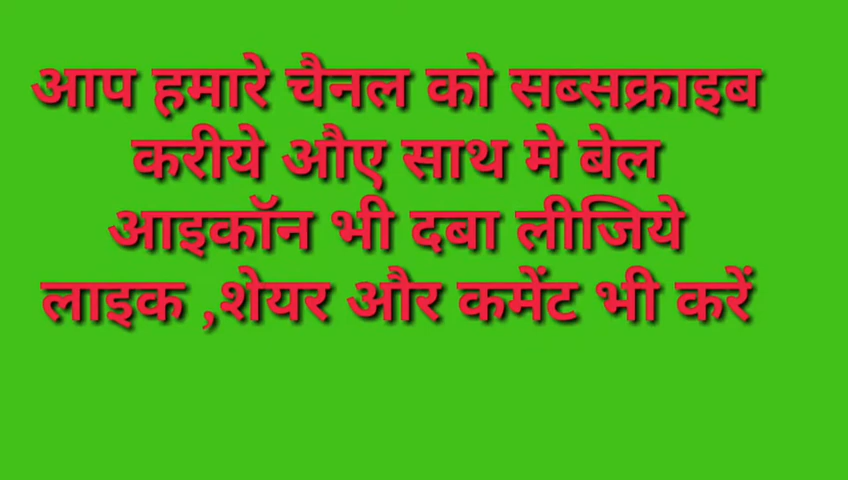 आप हमारे चैनल को सब्सक्राइब
करीये औए साथ मे बेल
आइकॉन भी दबा लीजिये
लाइक ,शेयर और कमेंट भी करें